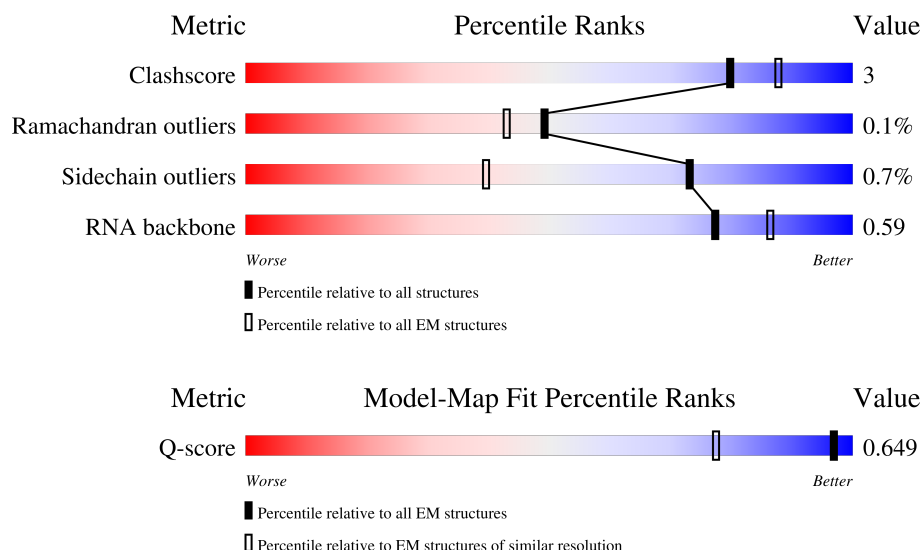 Metric Percentile Ranks Value
Clashscore 3
Ramachandran outliers 0.1%
Sidechain outliers 0.7%
RNA backbone 0.59
Worse Better
Percentile relative to all structures
Percentile relative to all EM structures
Metric Model-Map Fit Percentile Ranks Value
Q-score 0.649
Worse Better
Percentile relative to all EM structures
Percentile relative to EM structures of similar resolution